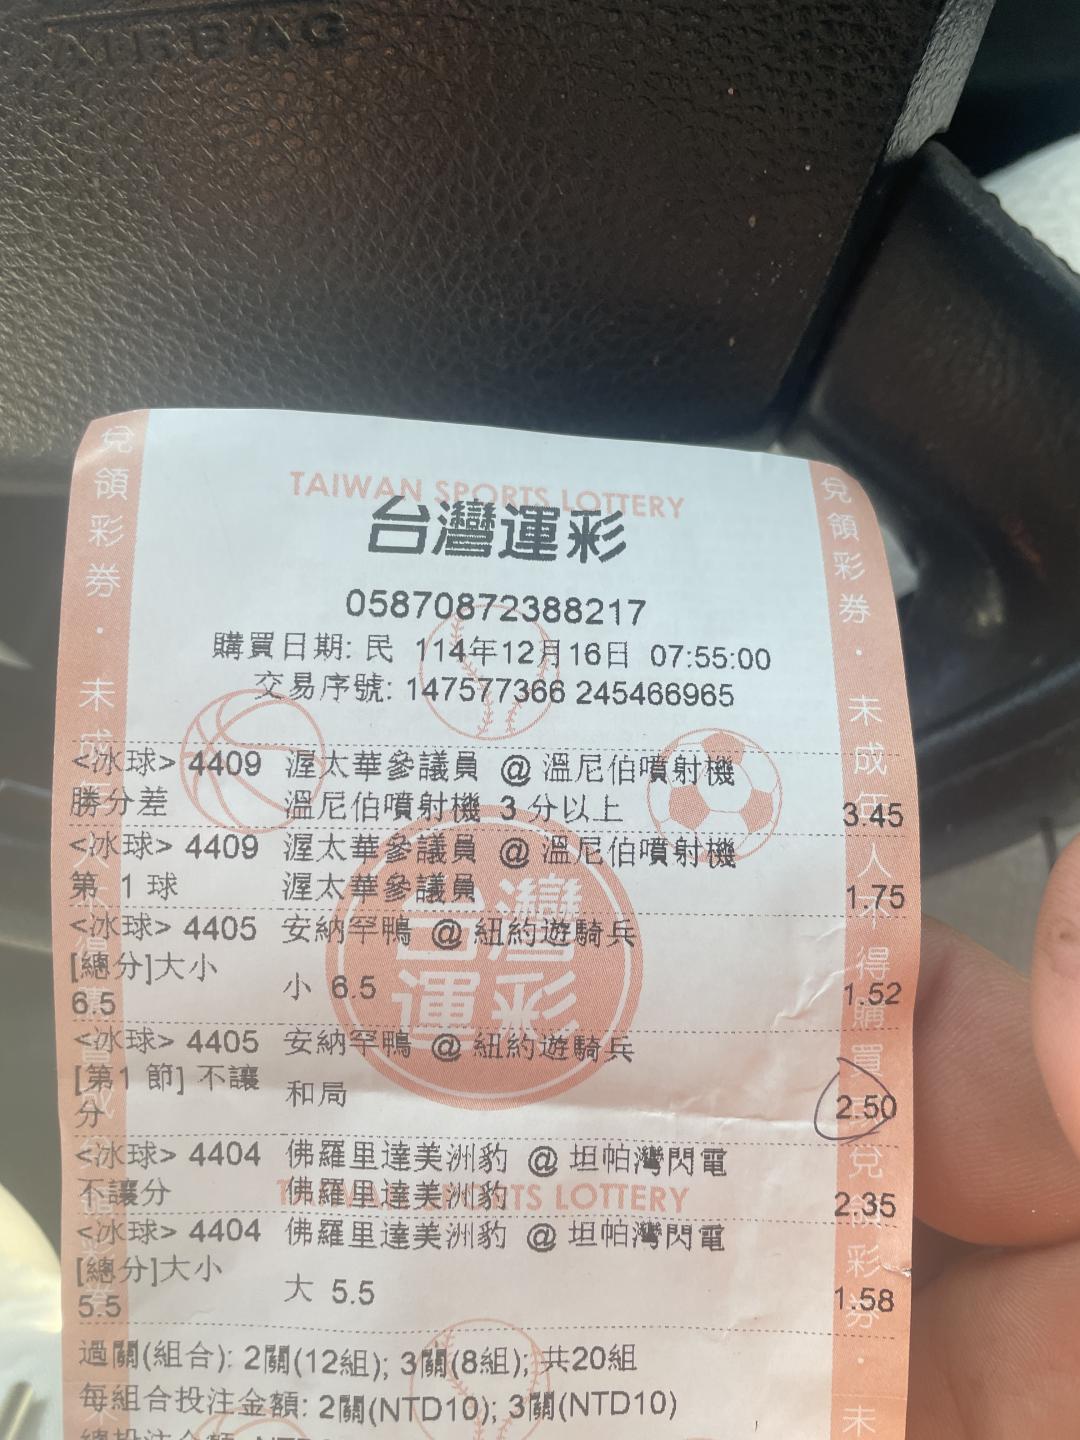 AIRBAG
TAIWAN SPORTS LOTTERY
台灣運彩
05870872388217
購買日期: 民 114年12月16日 07:55:00
交易序號: 147577366 245466965
<冰球> 4409 渥太華參議員 @ 溫尼伯噴射機
勝分差 溫尼伯噴射機 3 分以上 3.45
<冰球> 4409 渥太華參議員 @ 溫尼伯噴射機
第 1 球 渥太華參議員 1.75
<冰球> 4405 安納罕鴨 @ 紐約遊騎兵
[總分]大小
6.5 小 6.5 1.52
<冰球> 4405 安納罕鴨 @ 紐約遊騎兵
[第1 節] 不讓
分 和局 2.50
<冰球> 4404 佛羅里達美洲豹 @ 坦帕灣閃電
不讓分 佛羅里達美洲豹 2.35
TAIWAN SPORTS LOTTERY
<冰球> 4404 佛羅里達美洲豹 @ 坦帕灣閃電
[總分]大小
5.5 大 5.5 1.58
過關(組合): 2關(12組); 3關(8組); 共20組
每組合投注金額: 2關(NTD10); 3關(NTD10)
台灣
運彩
兌領彩券．未成年人不得購買或兌領彩券．未